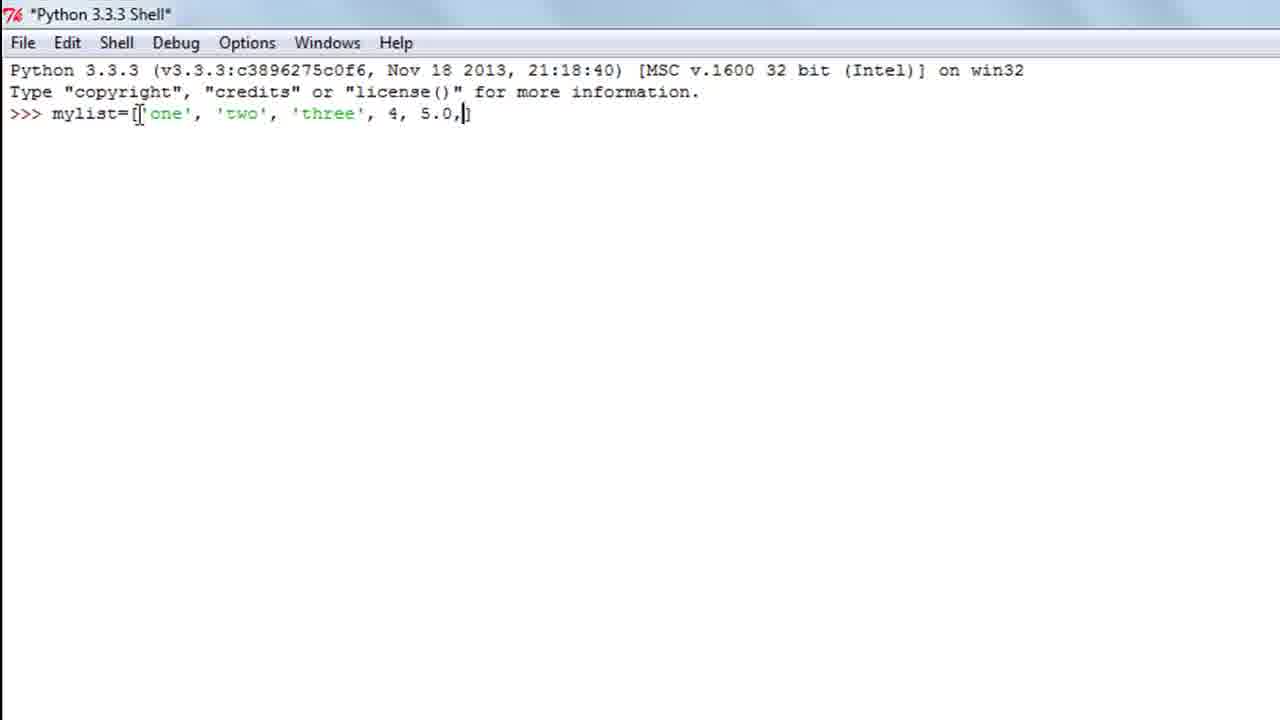 *Python 3.3.3 Shell*
File Edit Shell Debug Options Windows Help
Python 3.3.3 (v3.3.3:c3896275c0f6, Nov 18 2013, 21:18:40) [MSC v.1600 32 bit (Intel)] on win32
Type "copyright", "credits" or "license()" for more information.
>>> mylist=['one', 'two', 'three', 4, 5.0,]